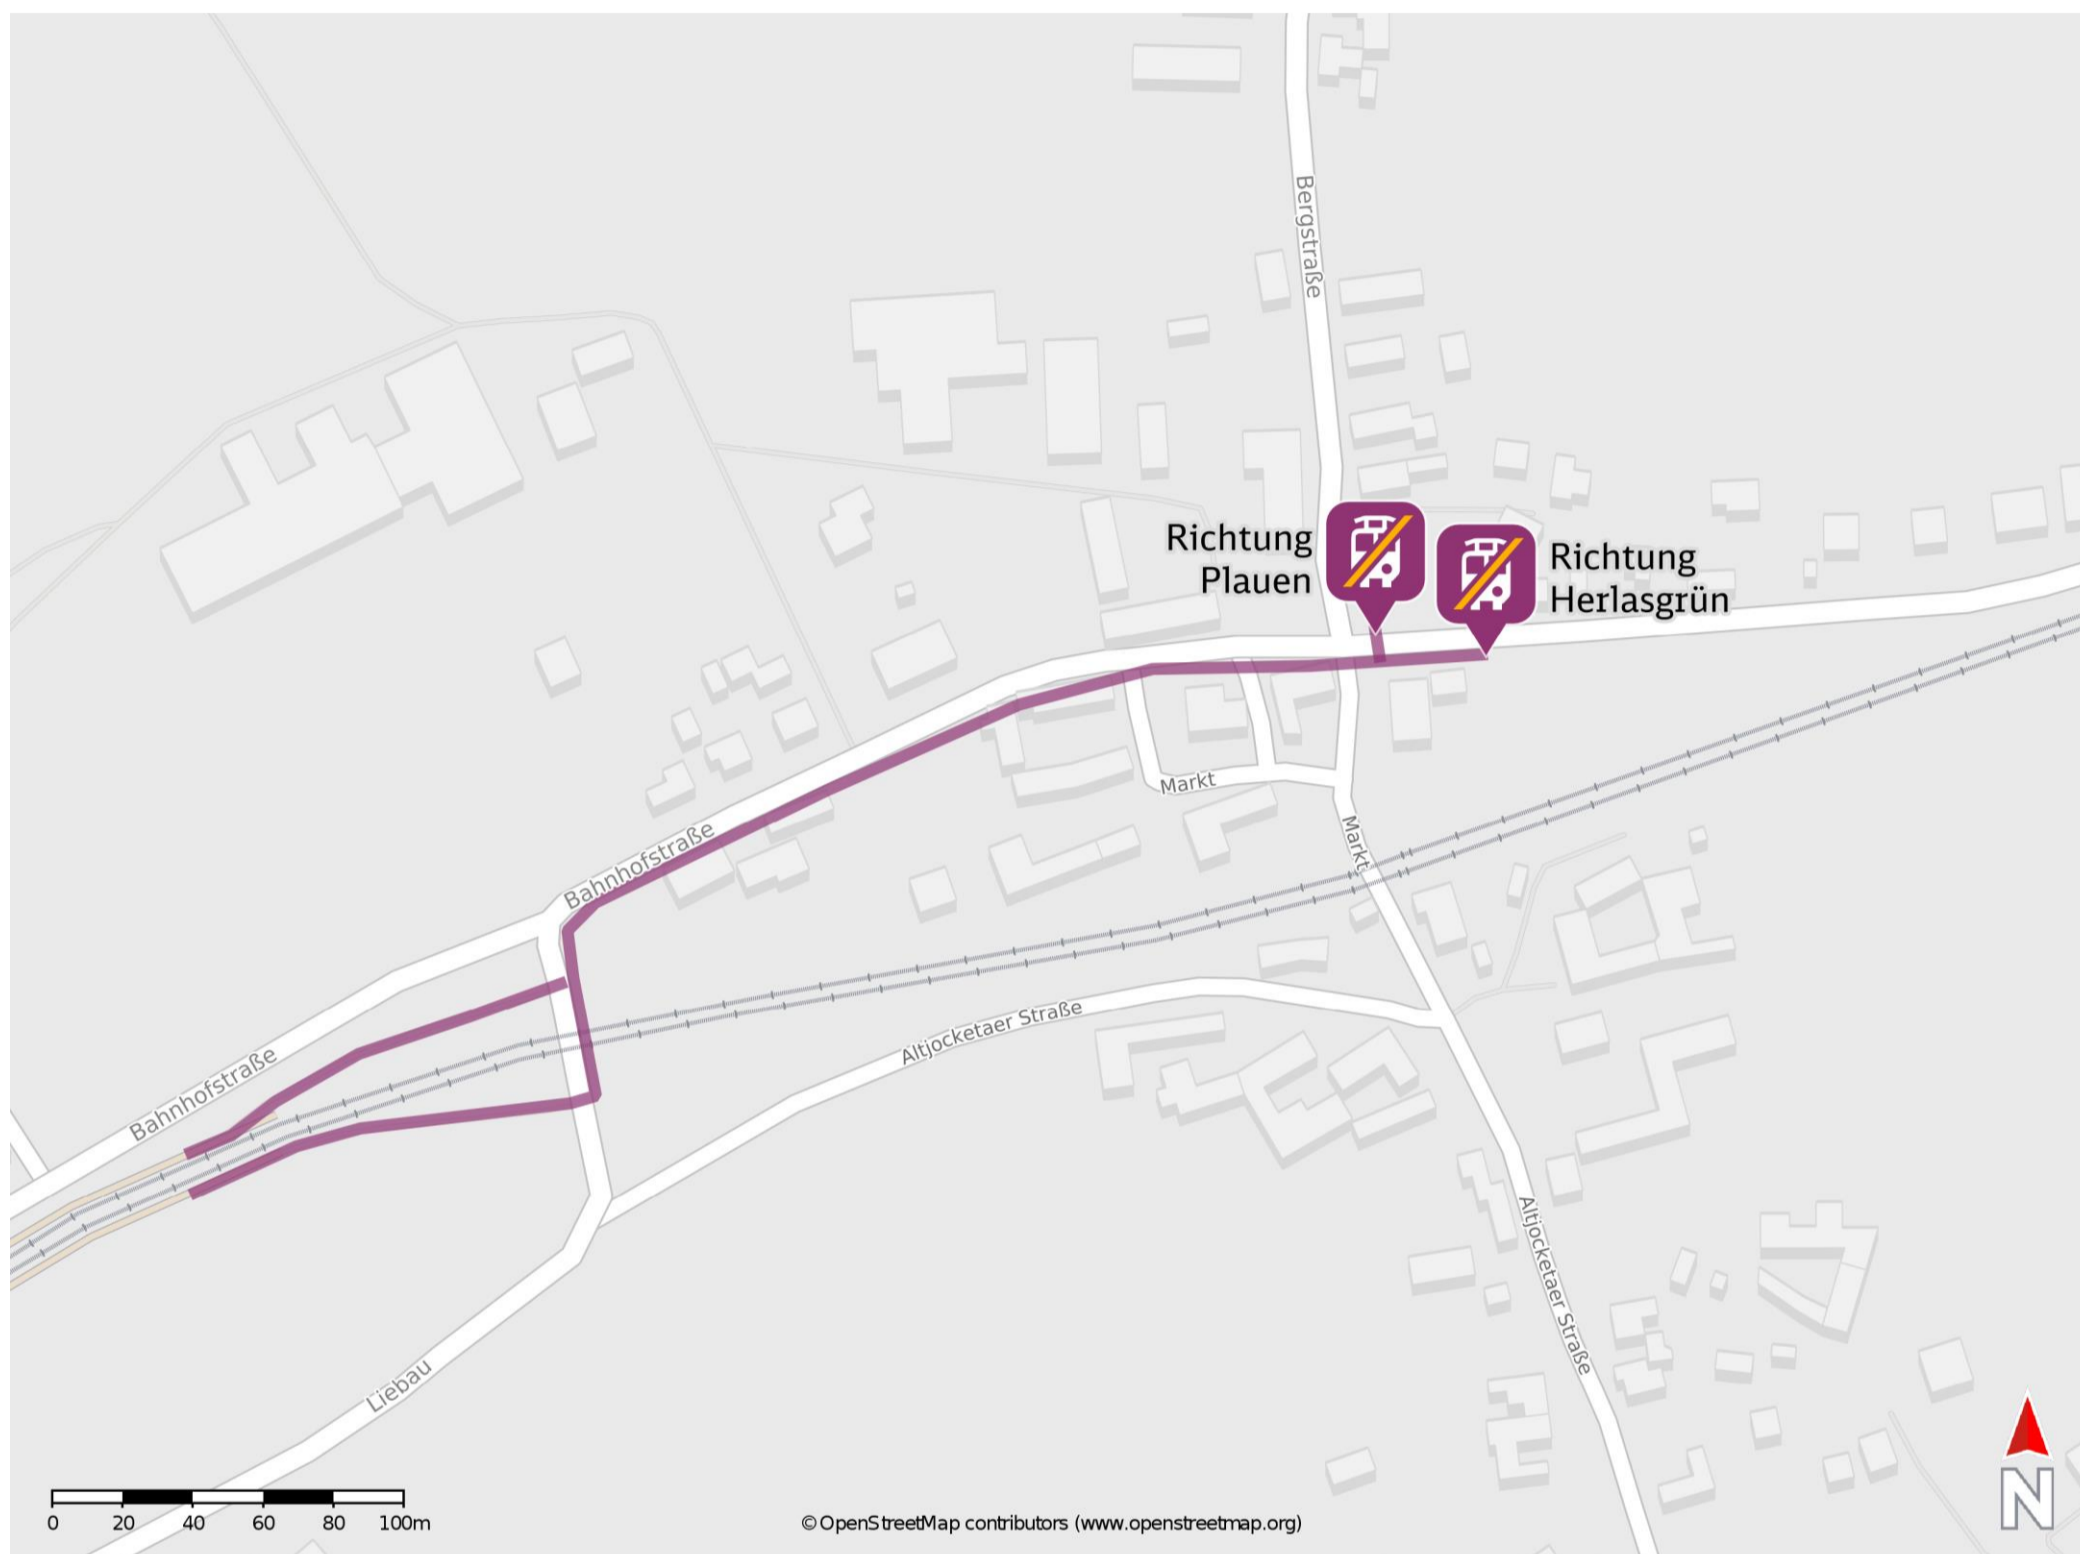 Bergstraße
Richtung
Plauen
Richtung
Herlasgrün
Markt
Markt
Bahnhofstraße
Altjocketaer Straße
Bahnhofstraße
Altjocketaer Straße
Liebau
0 20 40 60 80 100m
© OpenStreetMap contributors (www.openstreetmap.org)
N